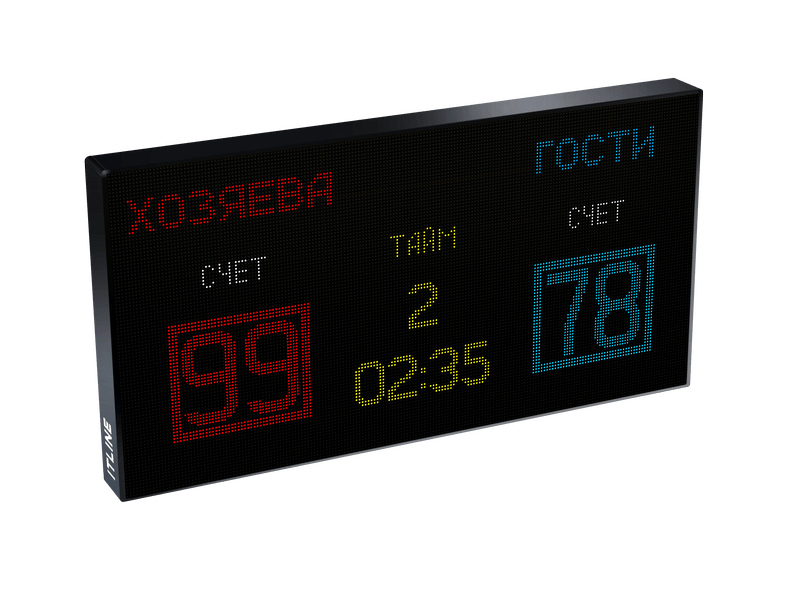 ХОЗЯЕВА
ГОСТИ
СЧЕТ
ТАЙМ
СЧЕТ
99
2
78
02:35
ITLINE